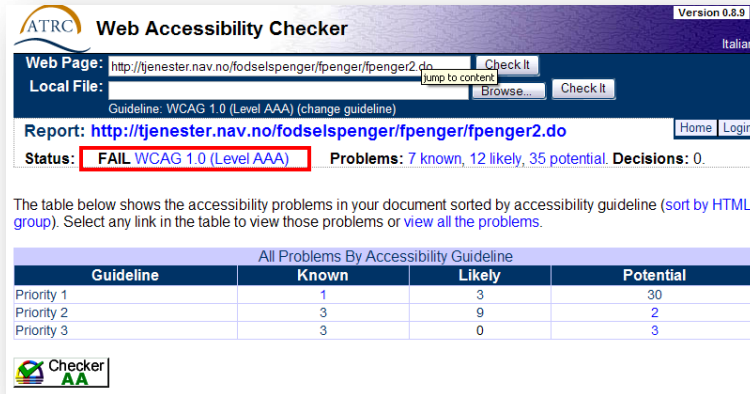 Version 0.8.9
ATRC Web Accessibility Checker
Italian
Web Page: http://tjenester.nav.no/fodselspenger/fpenger/fpenger2.do Check It
jump to content
Local File: Browse... Check It
Guideline: WCAG 1.0 (Level AAA) (change guideline)
Report: http://tjenester.nav.no/fodselspenger/fpenger/fpenger2.do Home Login
Status: FAIL WCAG 1.0 (Level AAA) Problems: 7 known, 12 likely, 35 potential. Decisions: 0.
The table below shows the accessibility problems in your document sorted by accessibility guideline (sort by HTML
group). Select any link in the table to view those problems or view all the problems.
All Problems By Accessibility Guideline
Guideline Known Likely Potential
Priority 1 1 3 30
Priority 2 3 9 2
Priority 3 3 0 3
Checker
AA